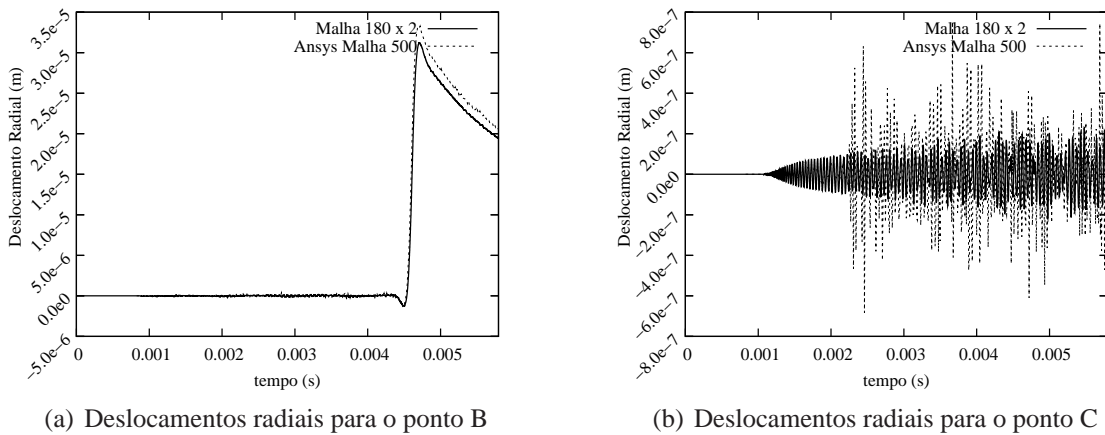 Deslocamento Radial (m)
3.5e−5
3.0e−5
2.5e−5
2.0e−5
1.5e−5
1.0e−5
5.0e−6
0.0e0
−5.0e−6
Malha 180 x 2
Ansys Malha 500
0 0.001 0.002 0.003 0.004 0.005
tempo (s)
(a) Deslocamentos radiais para o ponto B
Deslocamento Radial (m)
8.0e−7
6.0e−7
4.0e−7
2.0e−7
0.0e0
−2.0e−7
−4.0e−7
−6.0e−7
−8.0e−7
Malha 180 x 2
Ansys Malha 500
0 0.001 0.002 0.003 0.004 0.005
tempo (s)
(b) Deslocamentos radiais para o ponto C